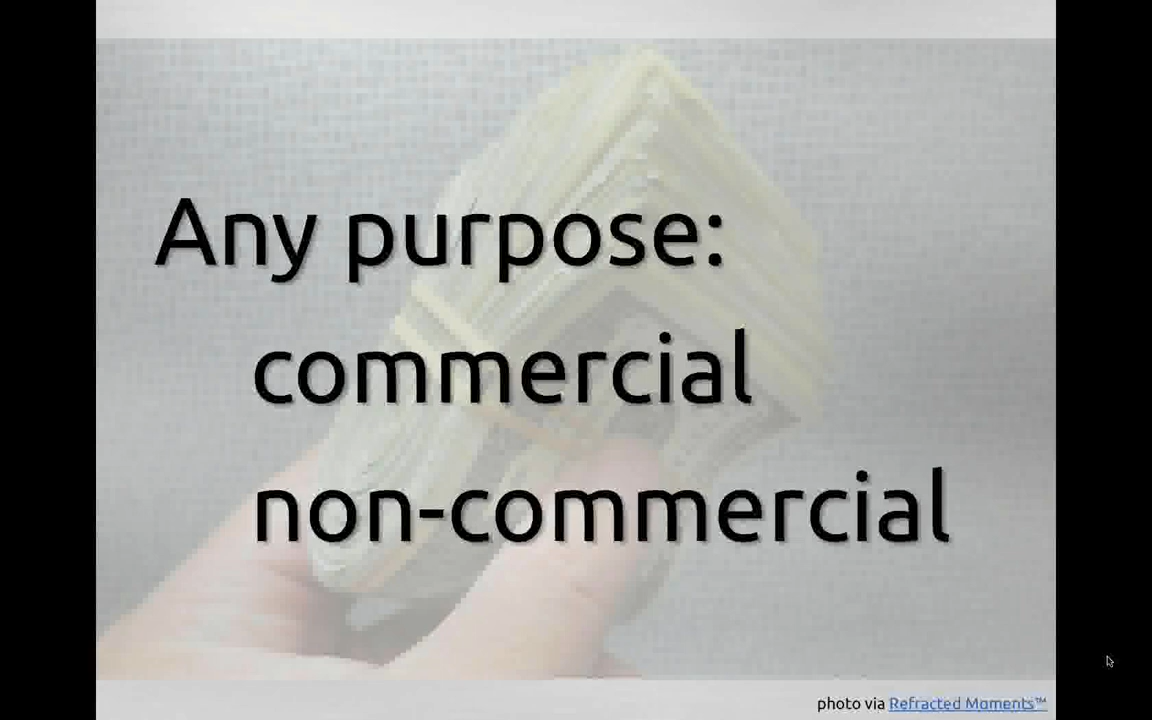 Any purpose:
commercial
non-commercial
photo via Refracted Moments™